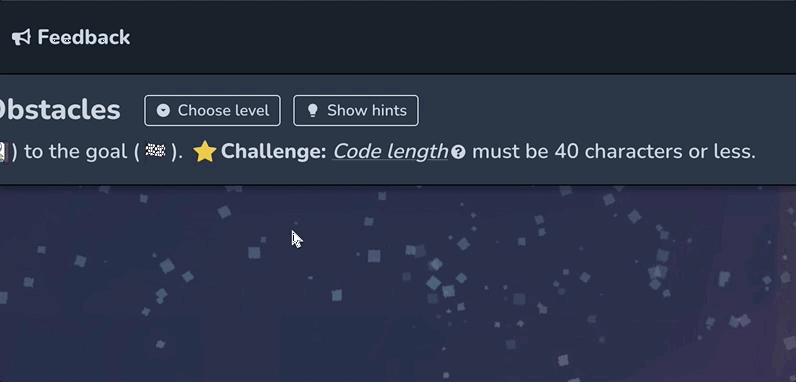 Feedback
Obstacles Choose level Show hints
) to the goal ( ). Challenge: Code length must be 40 characters or less.